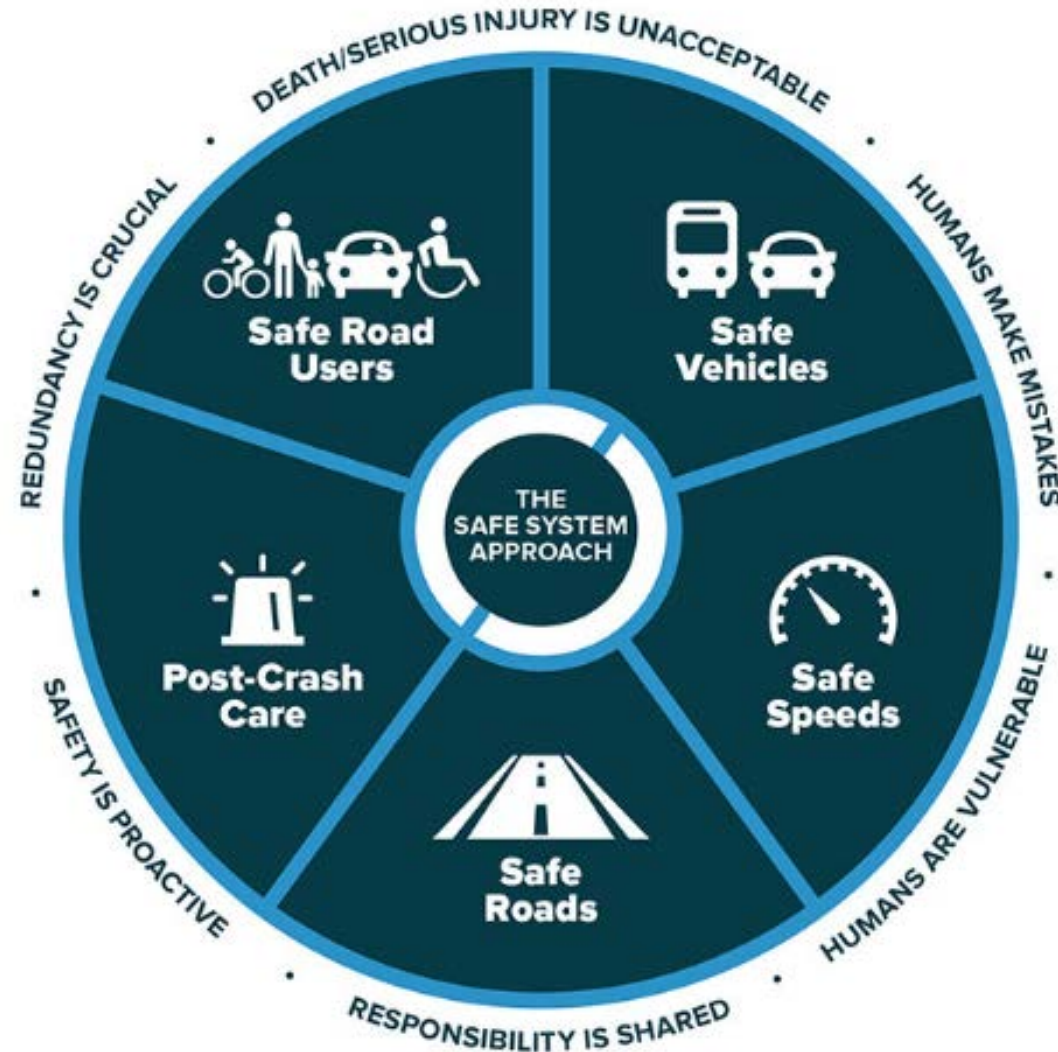 DEATH/SERIOUS INJURY IS UNACCEPTABLE
HUMANS MAKE MISTAKES
HUMANS ARE VULNERABLE
RESPONSIBILITY IS SHARED
SAFETY IS PROACTIVE
REDUNDANCY IS CRUCIAL
Safe Road
Users
Safe
Vehicles
Safe
Speeds
Safe
Roads
Post-Crash
Care
THE
SAFE SYSTEM
APPROACH